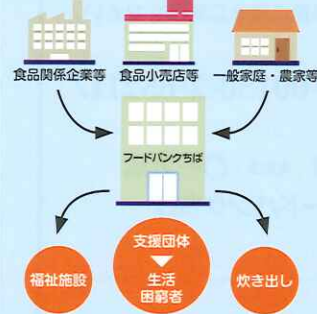 食品関係企業等 食品小売店等 一般家庭・農家等
フードバンクちば
支援団体
▼
生活
困窮者
福祉施設
炊き出し